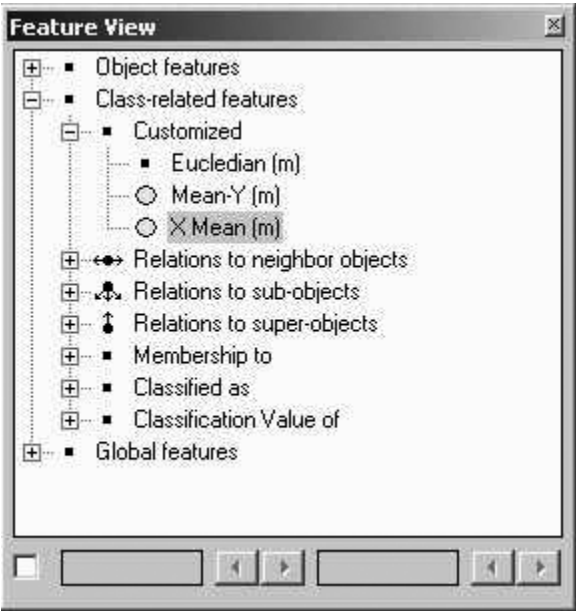 Feature View
Object features
Class-related features
Customized
Eucledian (m)
Mean-Y (m)
X Mean (m)
Relations to neighbor objects
Relations to sub-objects
Relations to super-objects
Membership to
Classified as
Classification Value of
Global features